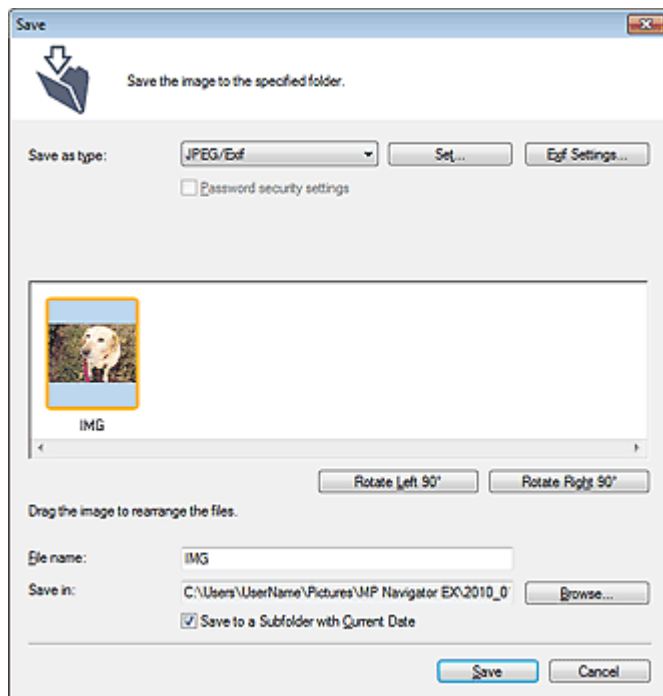 Save
Save the image to the specified folder.
Save as type: JPEG/Exif Set... Exif Settings...
Password security settings
IMG
Rotate Left 90° Rotate Right 90°
Drag the image to rearrange the files.
File name: IMG
Save in: C:\Users\UserName\Pictures\MP Navigator EX\2010_0 Browse...
Save to a Subfolder with Current Date
Save Cancel